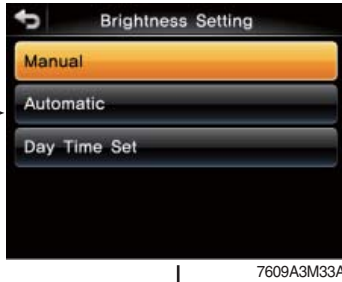 Brightness Setting
Manual
Automatic
Day Time Set
7609A3M33A